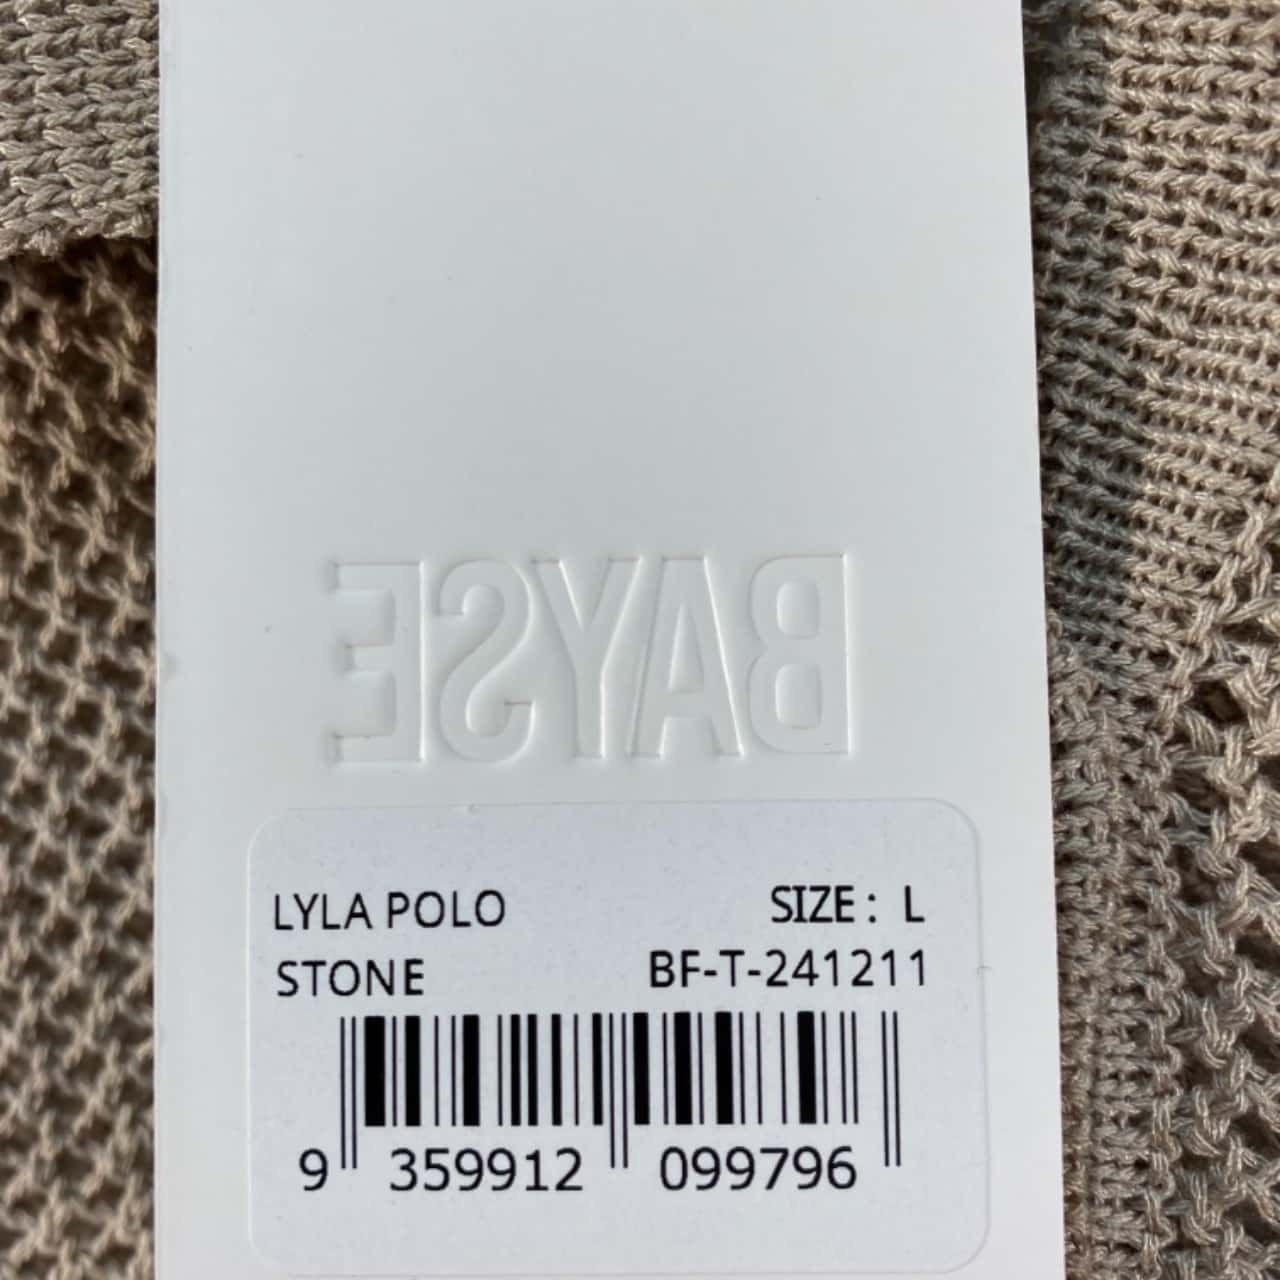 BAYSE
LYLA POLO SIZE : L
STONE BF-T-241211
9 359912 099796